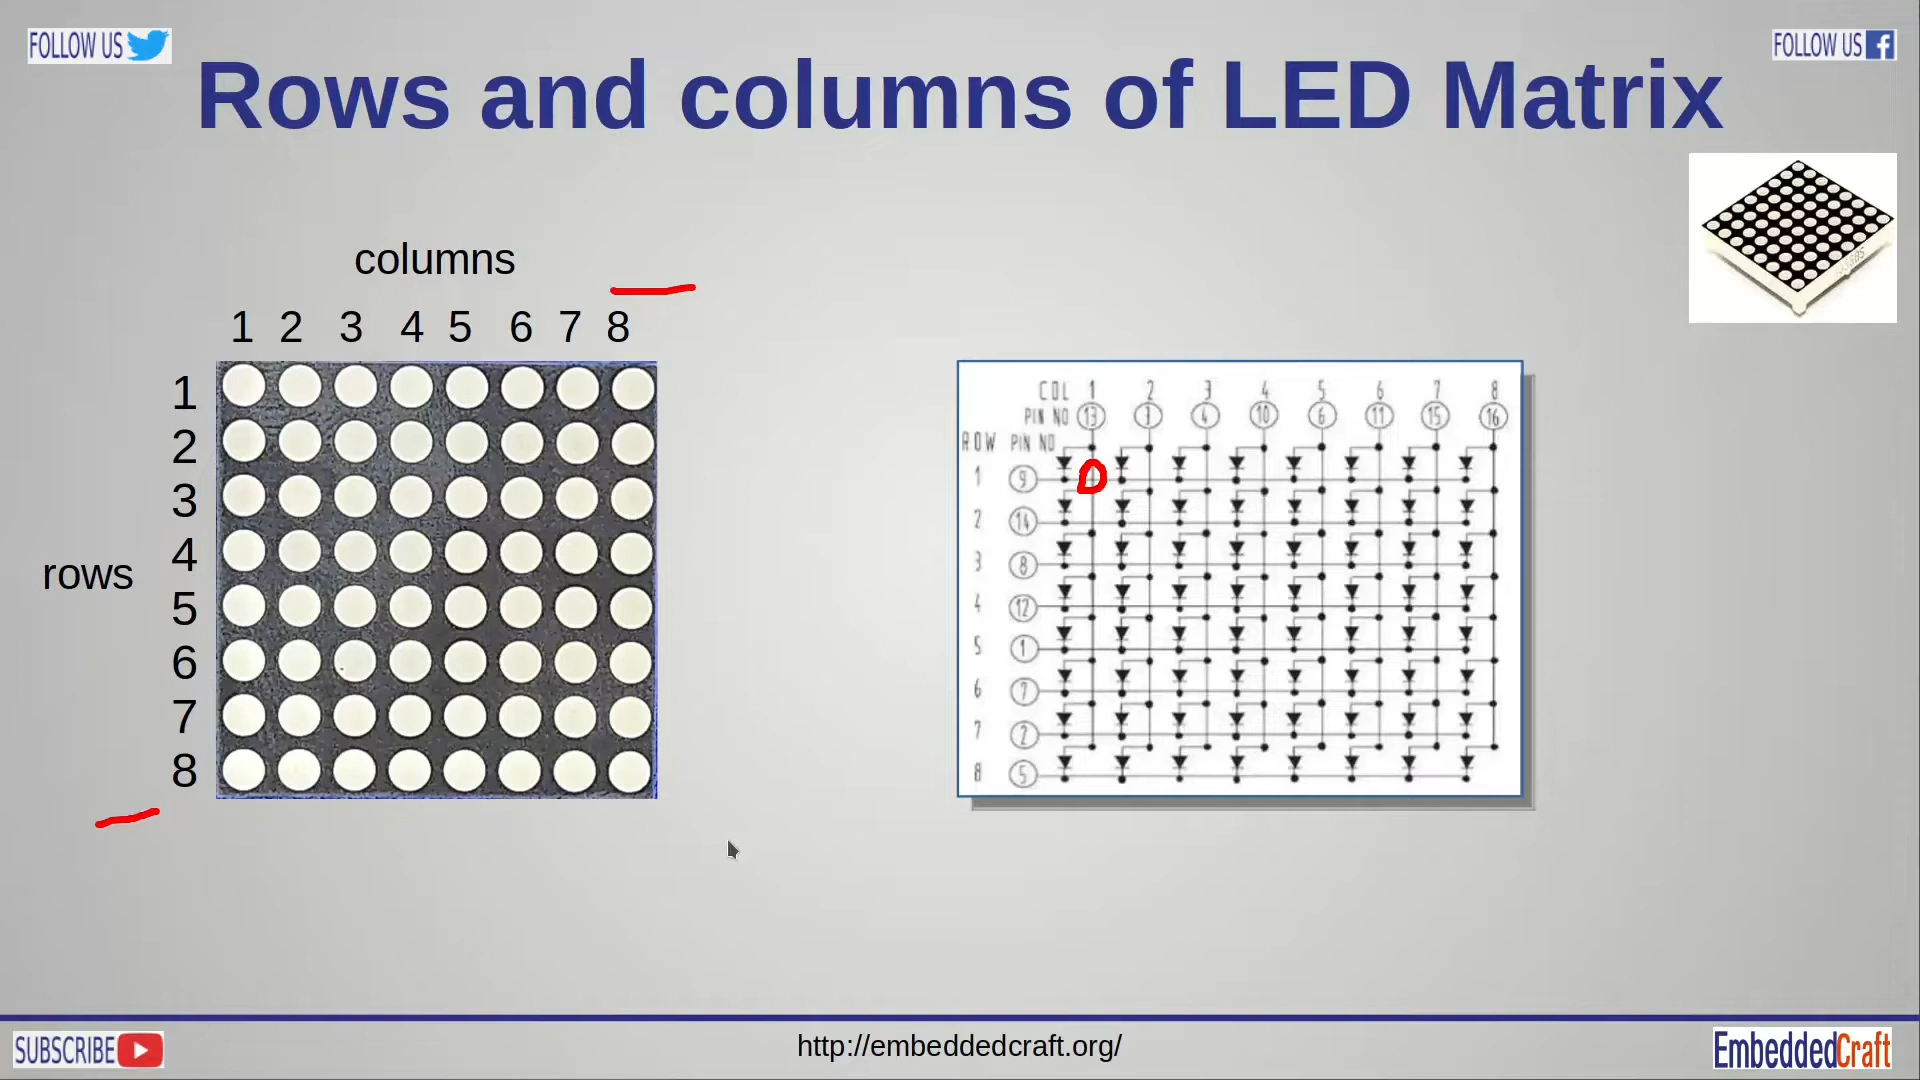 FOLLOW US
FOLLOW US
Rows and columns of LED Matrix
columns
1 2 3 4 5 6 7 8
1
2
3
4
rows
5
6
7
8
COL 1 2 3 4 5 6 7 8
PIN NO 13 3 4 10 6 11 15 16
ROW PIN NO
1 9
2 14
3 8
4 12
5 1
6 7
7 2
8 5
SUBSCRIBE
http://embeddedcraft.org/
EmbeddedCraft